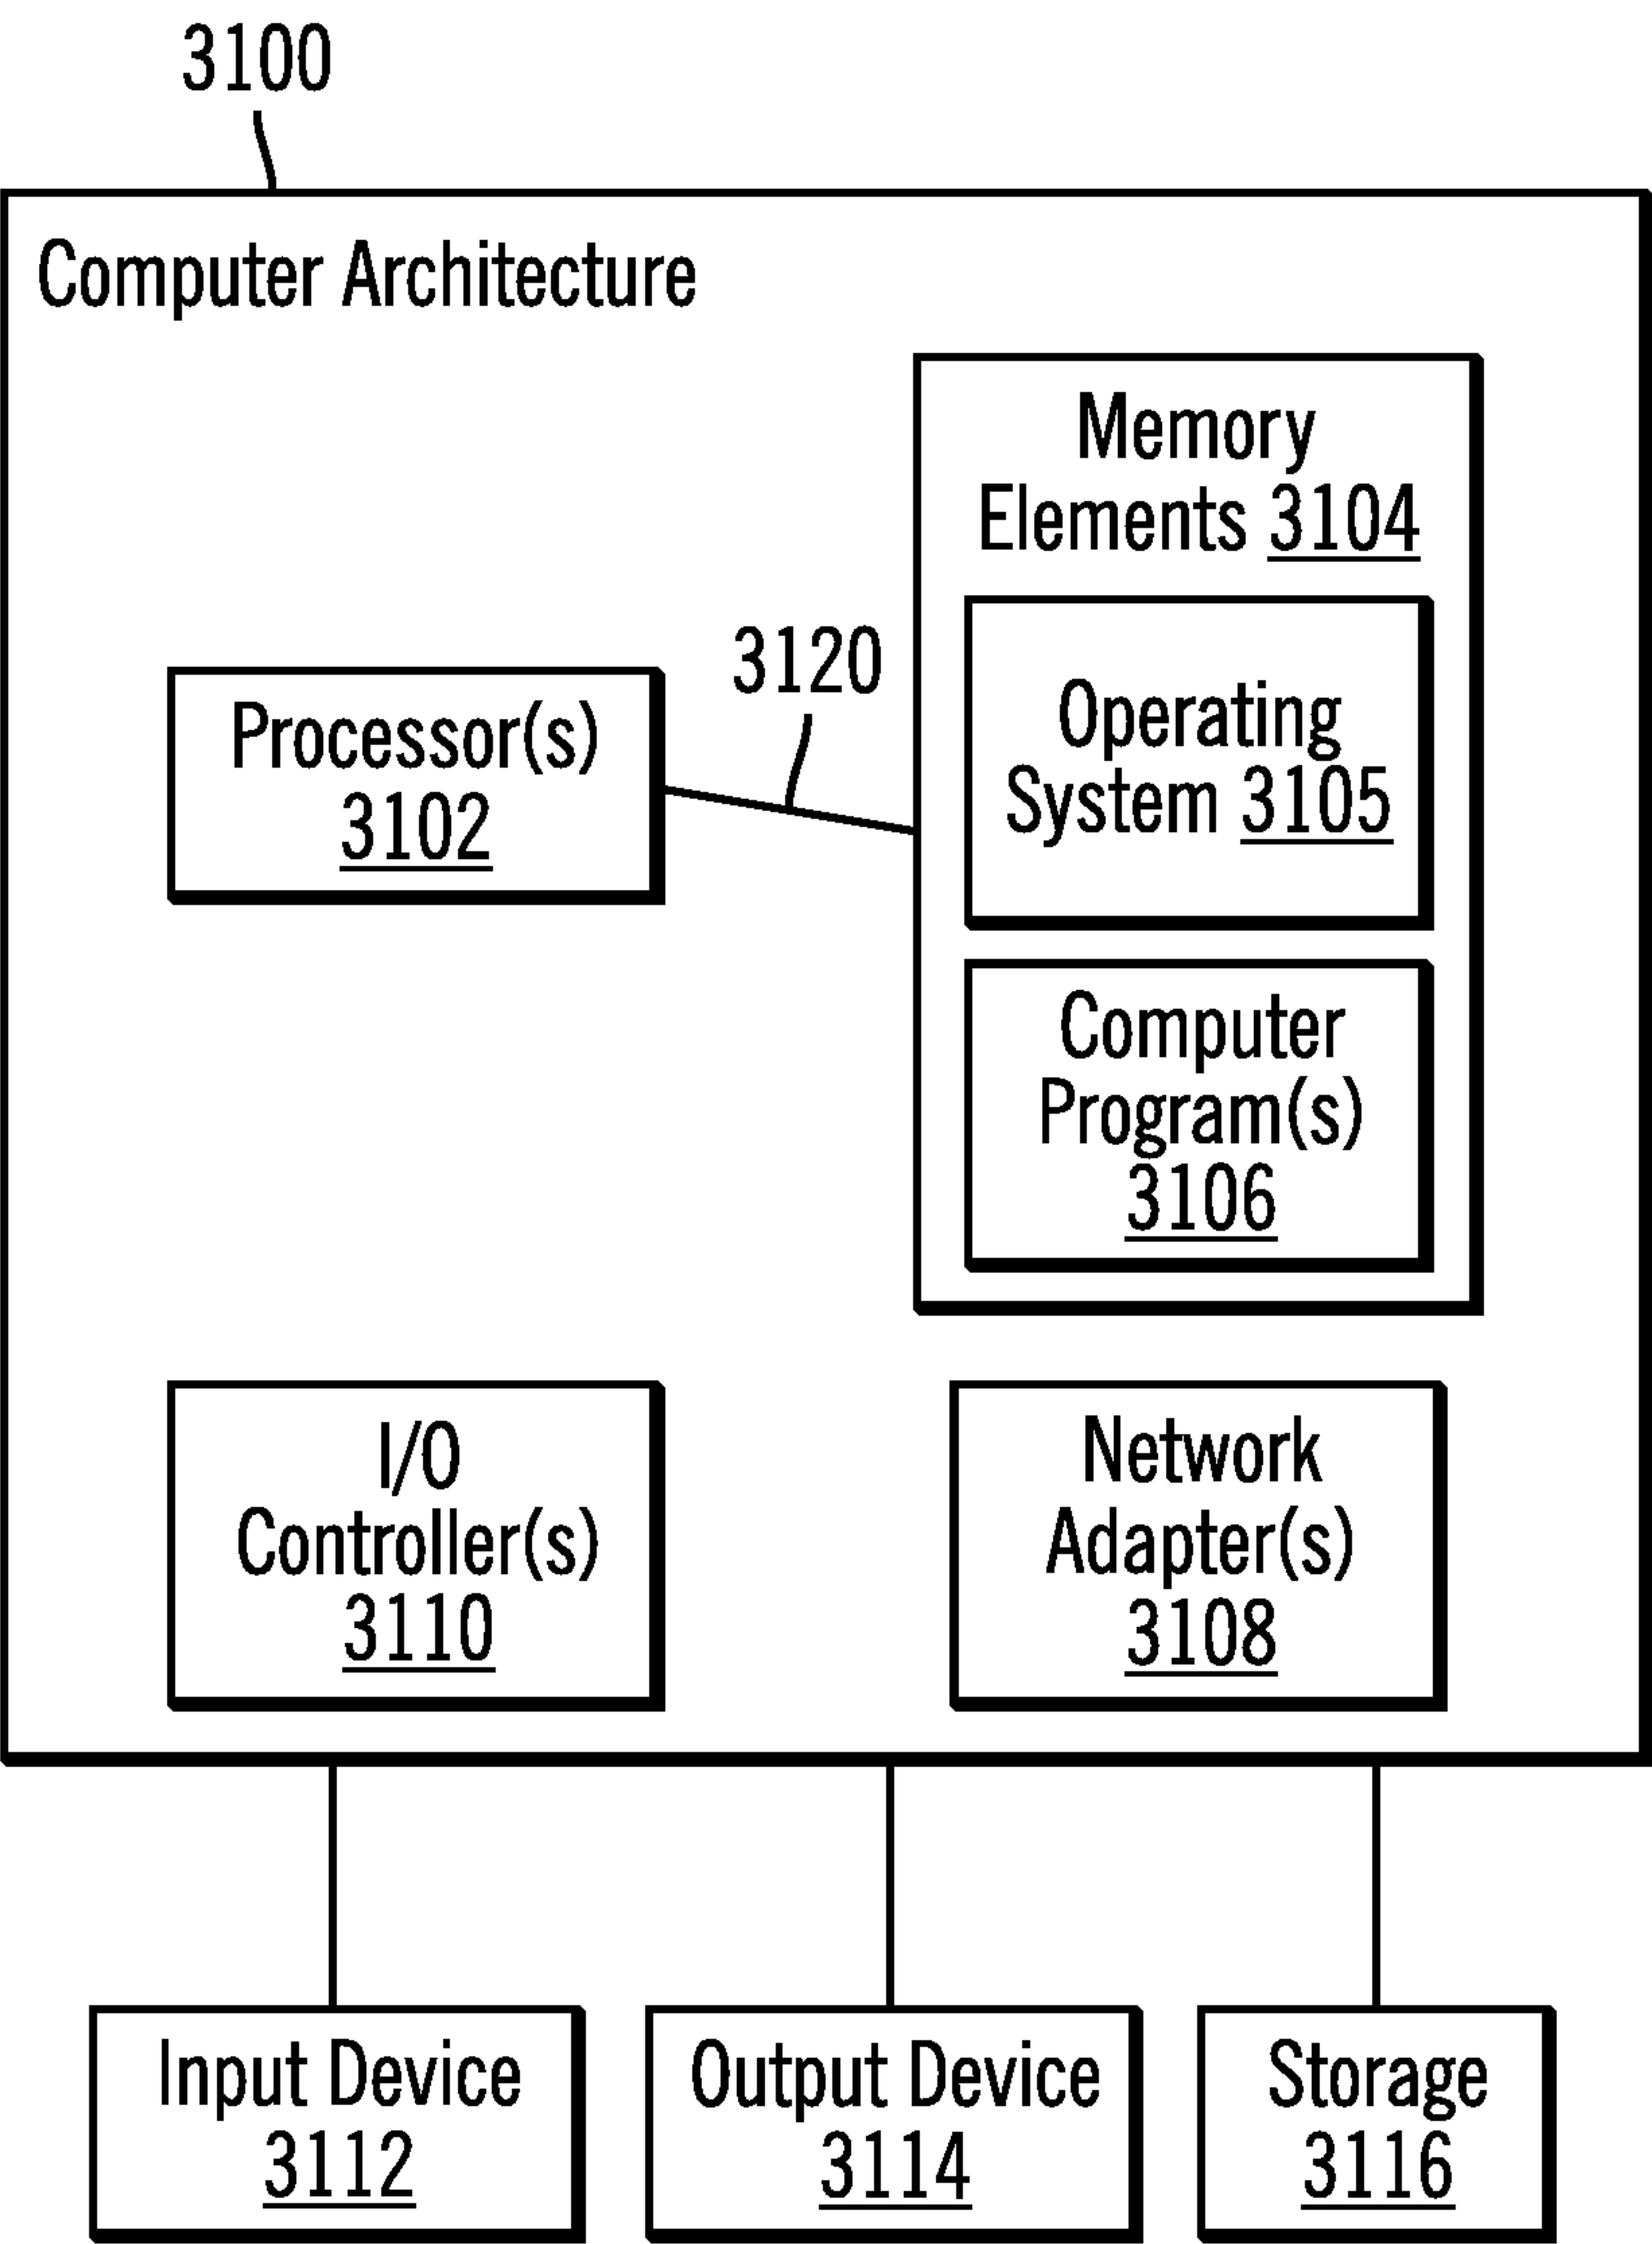 3100
Computer Architecture
Memory
Elements 3104
3120
Operating
System 3105
Processor(s)
3102
Computer
Program(s)
3106
I/O
Controller(s)
3110
Network
Adapter(s)
3108
Input Device
3112
Output Device
3114
Storage
3116